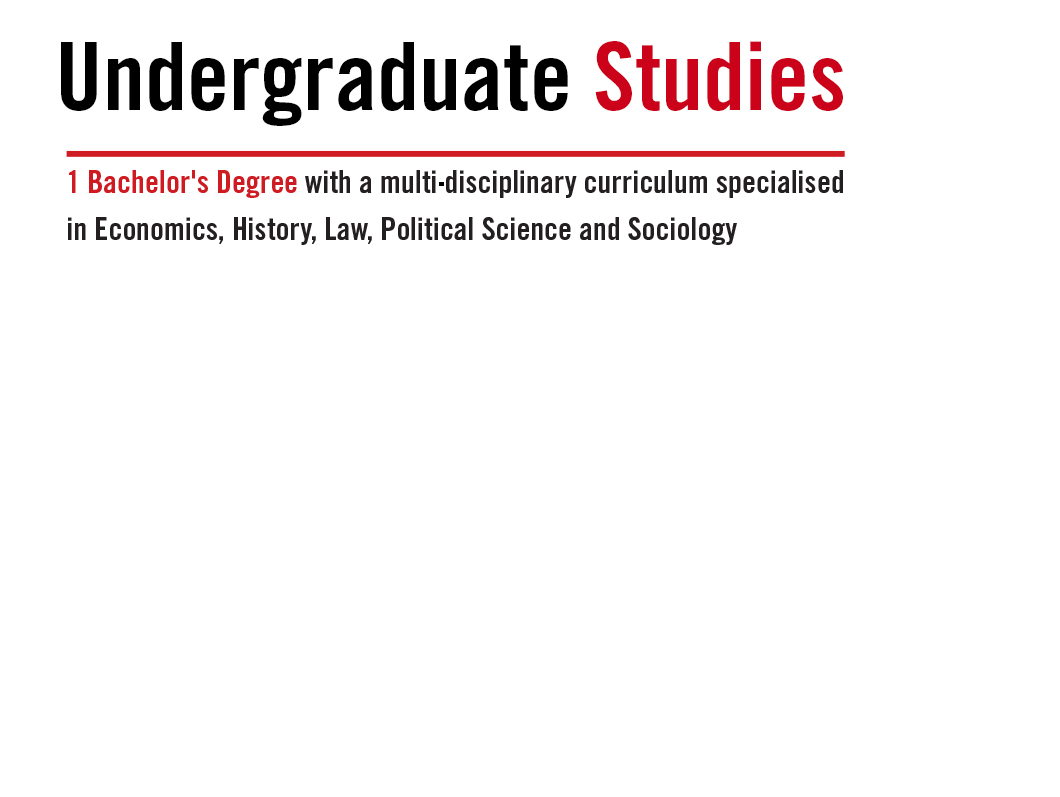 Undergraduate Studies
1 Bachelor's Degree with a multi-disciplinary curriculum specialised
in Economics, History, Law, Political Science and Sociology